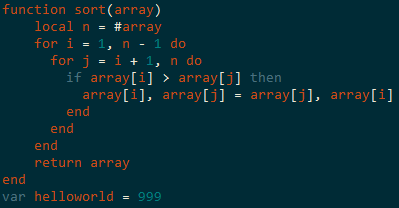 function sort(array)
    local n = #array
    for i = 1, n - 1 do
      for j = i + 1, n do
        if array[i] > array[j] then
          array[i], array[j] = array[j], array[i]
        end
      end
    end
    return array
end
var helloworld = 999